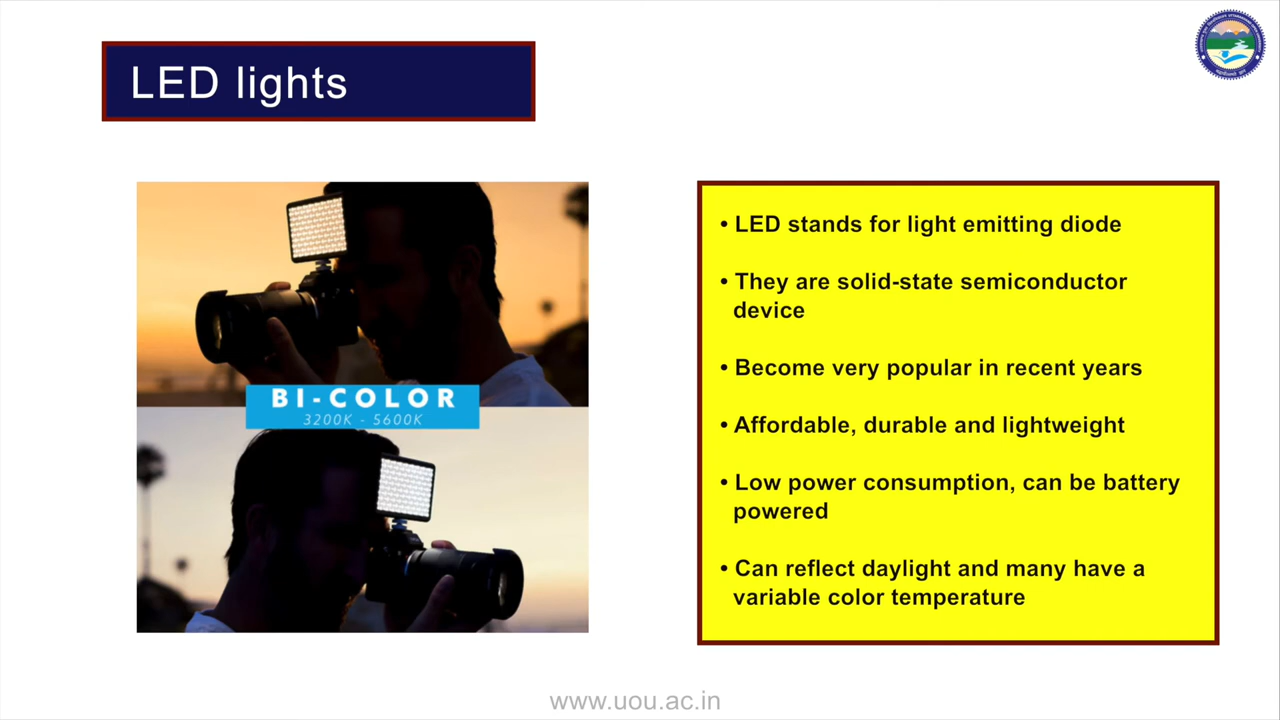 LED lights
BI-COLOR
3200K - 5600K
• LED stands for light emitting diode
• They are solid-state semiconductor
device
• Become very popular in recent years
• Affordable, durable and lightweight
• Low power consumption, can be battery
powered
• Can reflect daylight and many have a
variable color temperature
www.uou.ac.in